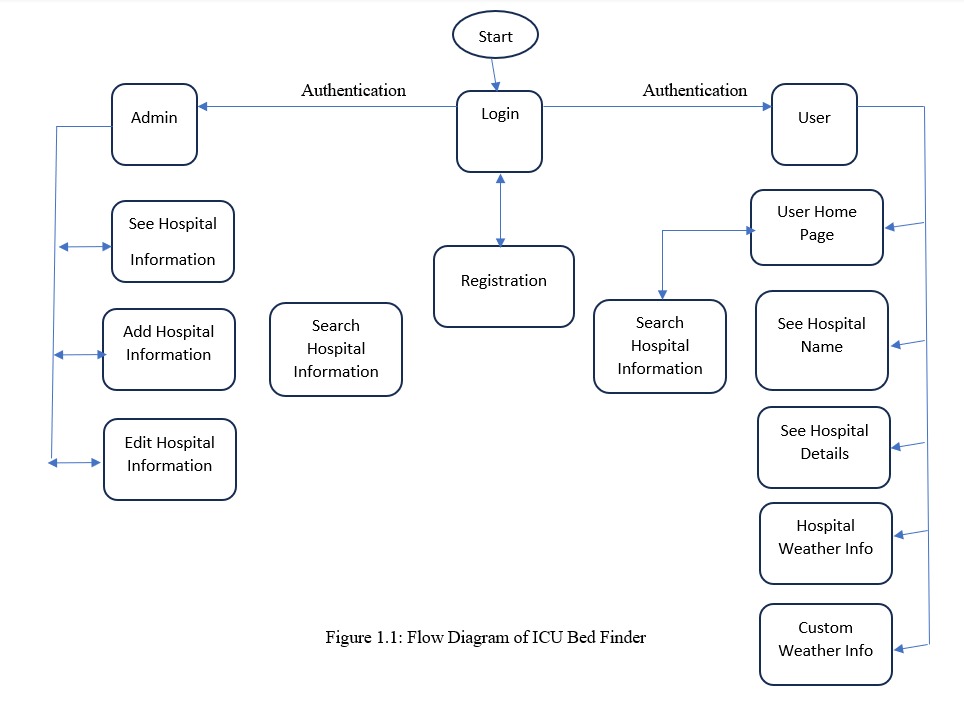 Start
Authentication
Authentication
Admin
Login
User
See Hospital
Information
User Home
Page
Registration
Add Hospital
Information
Search
Hospital
Information
Search
Hospital
Information
See Hospital
Name
Edit Hospital
Information
See Hospital
Details
Hospital
Weather Info
Custom
Weather Info
Figure 1.1: Flow Diagram of ICU Bed Finder